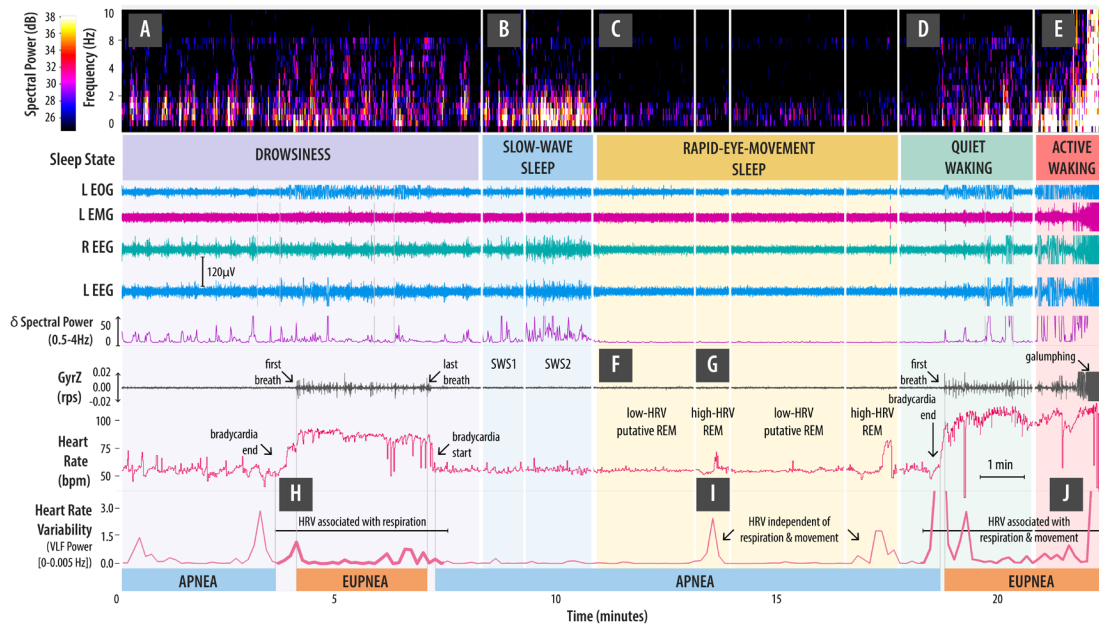 Spectral Power (dB)
38
36
34
32
30
28
26
Frequency (Hz)
10
8
6
4
2
0
A
B
C
D
E
Sleep State
DROWSINESS
SLOW-WAVE
SLEEP
RAPID-EYE-MOVEMENT
SLEEP
QUIET
WAKING
ACTIVE
WAKING
L EOG
L EMG
R EEG
120µV
L EEG
δ Spectral Power
(0.5-4Hz)
50
0
SWS1
SWS2
F
G
GyrZ
(rps)
0.02
0.00
-0.02
first
breath
last
breath
first
breath
galumphing
low-HRV
putative REM
high-HRV
REM
low-HRV
putative REM
high-HRV
REM
bradycardia
end
bradycardia
start
bradycardia
end
Heart
Rate
(bpm)
100
75
50
1 min
H
I
J
Heart Rate
Variability
(VLF Power
[0-0.005 Hz])
3.0
1.5
0.0
HRV associated with respiration
HRV independent of
respiration & movement
HRV associated with
respiration & movement
APNEA
EUPNEA
APNEA
EUPNEA
0
5
10
15
20
Time (minutes)